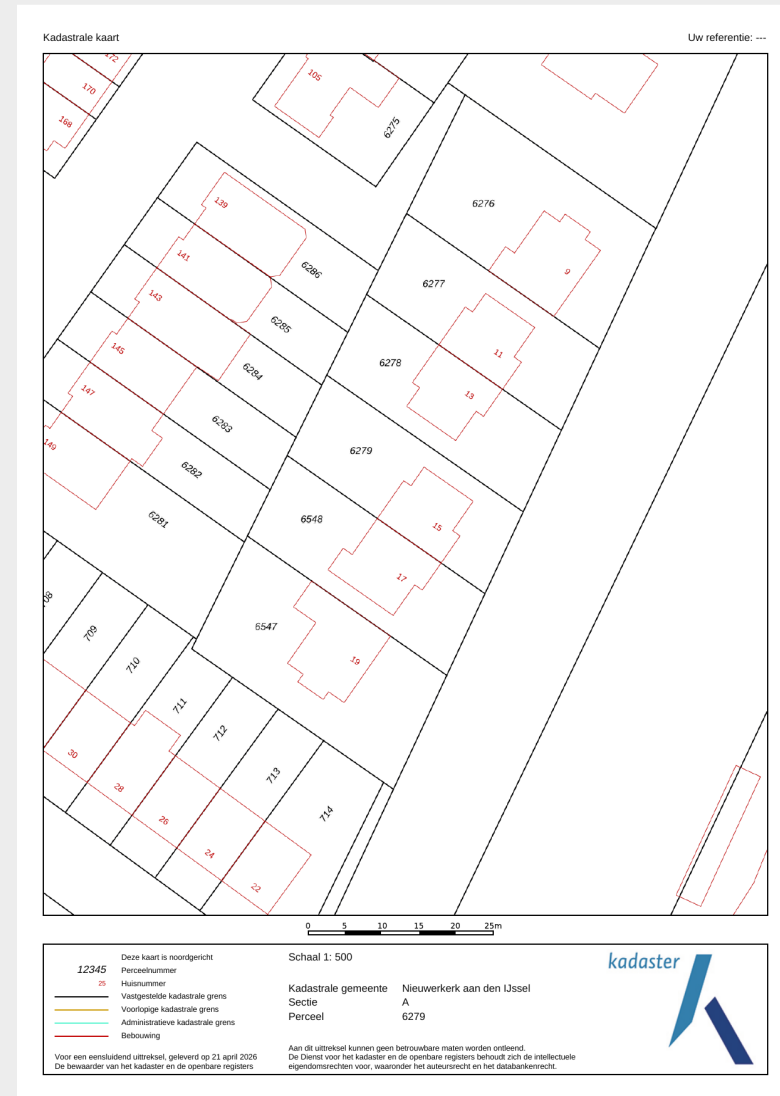 Kadastrale kaart
Uw referentie: ---
172
170
168
105
6275
6276
9
139
141
143
145
147
149
6286
6285
6284
6283
6282
6281
6277
11
6278
13
6279
15
6548
17
6547
19
709
710
711
712
713
714
30
28
26
24
22
0 5 10 15 20 25m
Deze kaart is noordgericht
12345 Perceelnummer
25 Huisnummer
Vastgestelde kadastrale grens
Voorlopige kadastrale grens
Administratieve kadastrale grens
Bebouwing
Voor een eensluidend uittreksel, geleverd op 21 april 2026
De bewaarder van het kadaster en de openbare registers
Schaal 1: 500
Kadastrale gemeente Nieuwerkerk aan den IJssel
Sectie A
Perceel 6279
Aan dit uittreksel kunnen geen betrouwbare maten worden ontleend.
De Dienst voor het kadaster en de openbare registers behoudt zich de intellectuele
eigendomsrechten voor, waaronder het auteursrecht en het databankenrecht.
kadaster